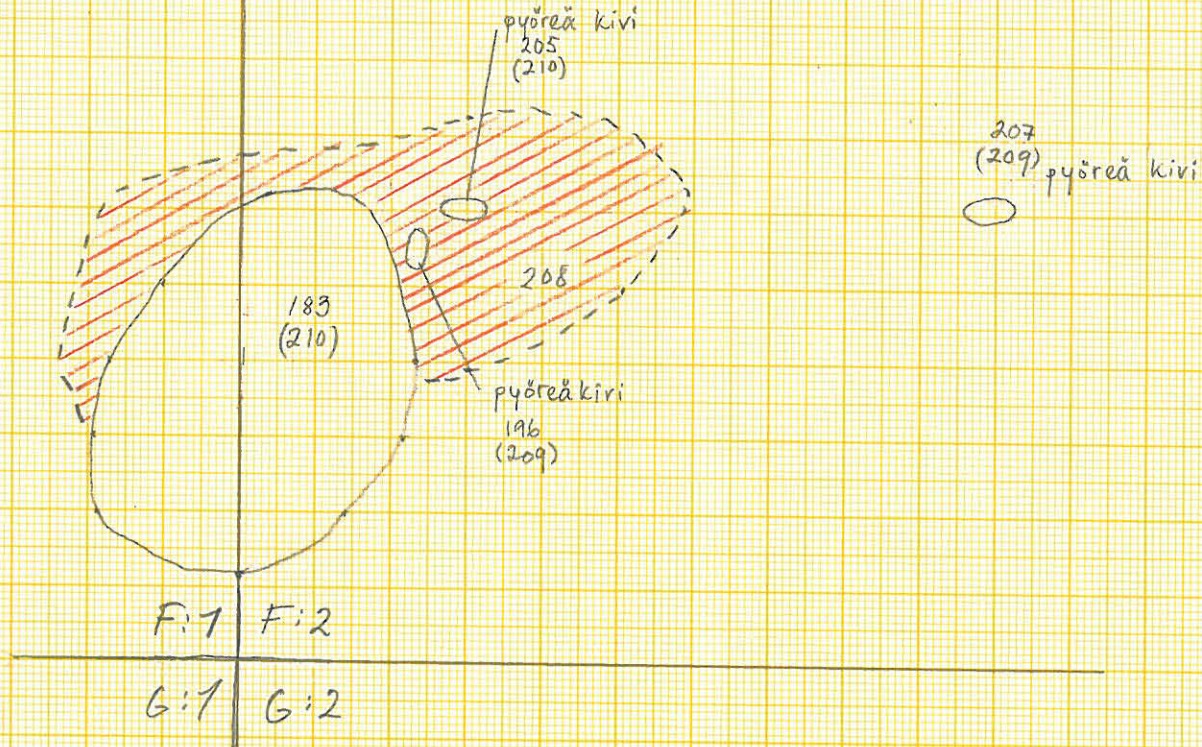 pyöreä kivi
205
(210)
207
(209) pyöreä kivi
208
183
(210)
pyöreä kivi
196
(209)
F:1 F:2
G:1 G:2